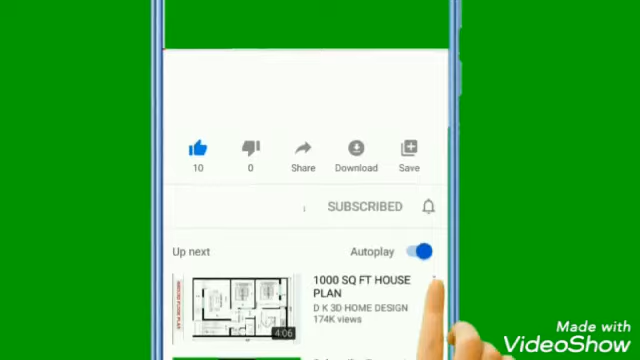 10
0
Share
Download
Save
SUBSCRIBED
Up next
Autoplay
1000 SQ FT HOUSE
PLAN
D K 3D HOME DESIGN
174K views
4:06
Made with
VideoShow